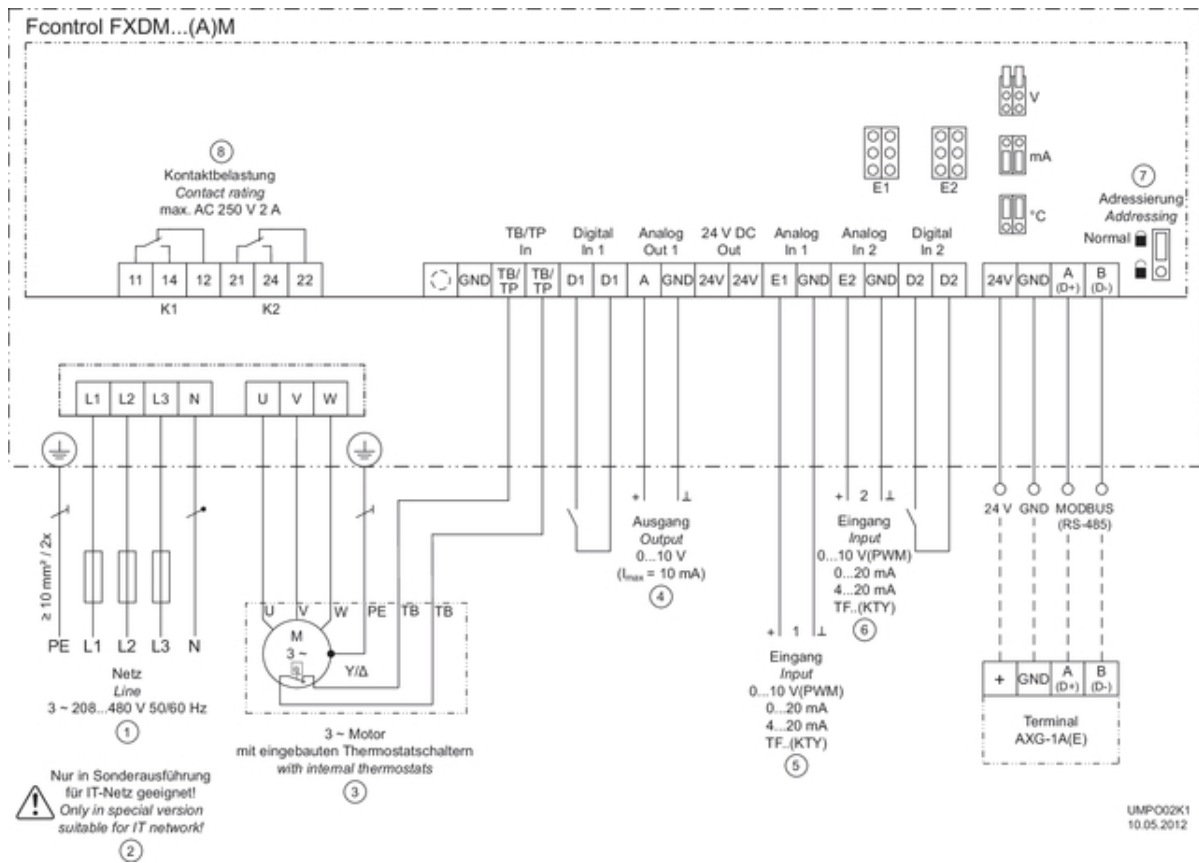 Fcontrol FXDM...(A)M
V
mA
°C
E1
E2
7
Adressierung
Addressing
Normal
8
Kontaktbelastung
Contact rating
max. AC 250 V 2 A
TB/TP
In
Digital
In 1
Analog
Out 1
24 V DC
Out
Analog
In 1
Analog
In 2
Digital
In 2
11 14 12 21 24 22
K1 K2
GND TB/TP TB/TP D1 D1 A GND 24V 24V E1 GND E2 GND D2 D2
24V GND A (D+) B (D-)
L1 L2 L3 N
U V W
≥ 10 mm² / 2x
PE L1 L2 L3 N
Netz
Line
3 ~ 208...480 V 50/60 Hz
1
Nur in Sonderausführung
für IT-Netz geeignet!
Only in special version
suitable for IT network!
2
U V W PE TB TB
M
3 ~
Y/Δ
3 ~ Motor
mit eingebauten Thermostatschaltern
with internal thermostats
3
+ ⊥
Ausgang
Output
0...10 V
(Imax = 10 mA)
4
+ 1 ⊥
Eingang
Input
0...10 V(PWM)
0...20 mA
4...20 mA
TF..(KTY)
5
+ 2 ⊥
Eingang
Input
0...10 V(PWM)
0...20 mA
4...20 mA
TF..(KTY)
6
24 V GND MODBUS
(RS-485)
+ GND A (D+) B (D-)
Terminal
AXG-1A(E)
UMPO02K1
10.05.2012